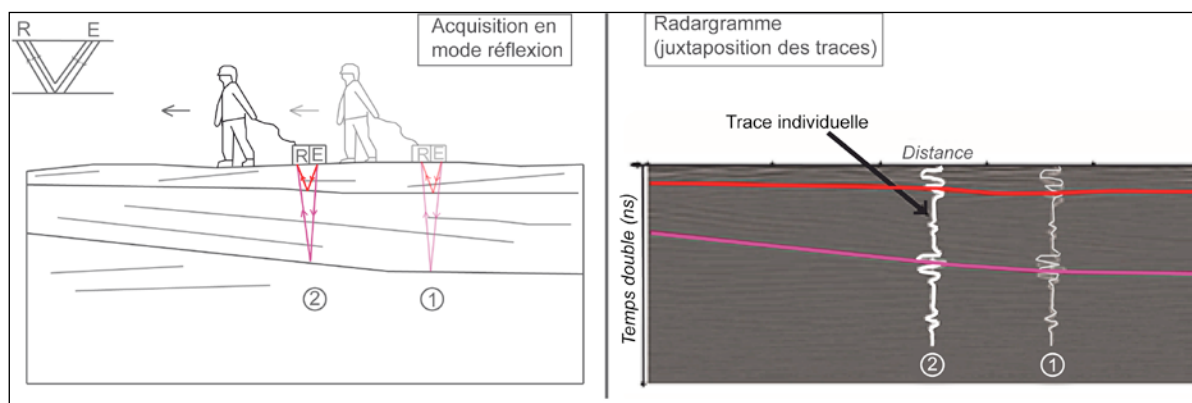 R E
Acquisition en
mode réflexion
R E
R E
②
①
Radargramme
(juxtaposition des traces)
Trace individuelle
Distance
Temps double (ns)
②
①